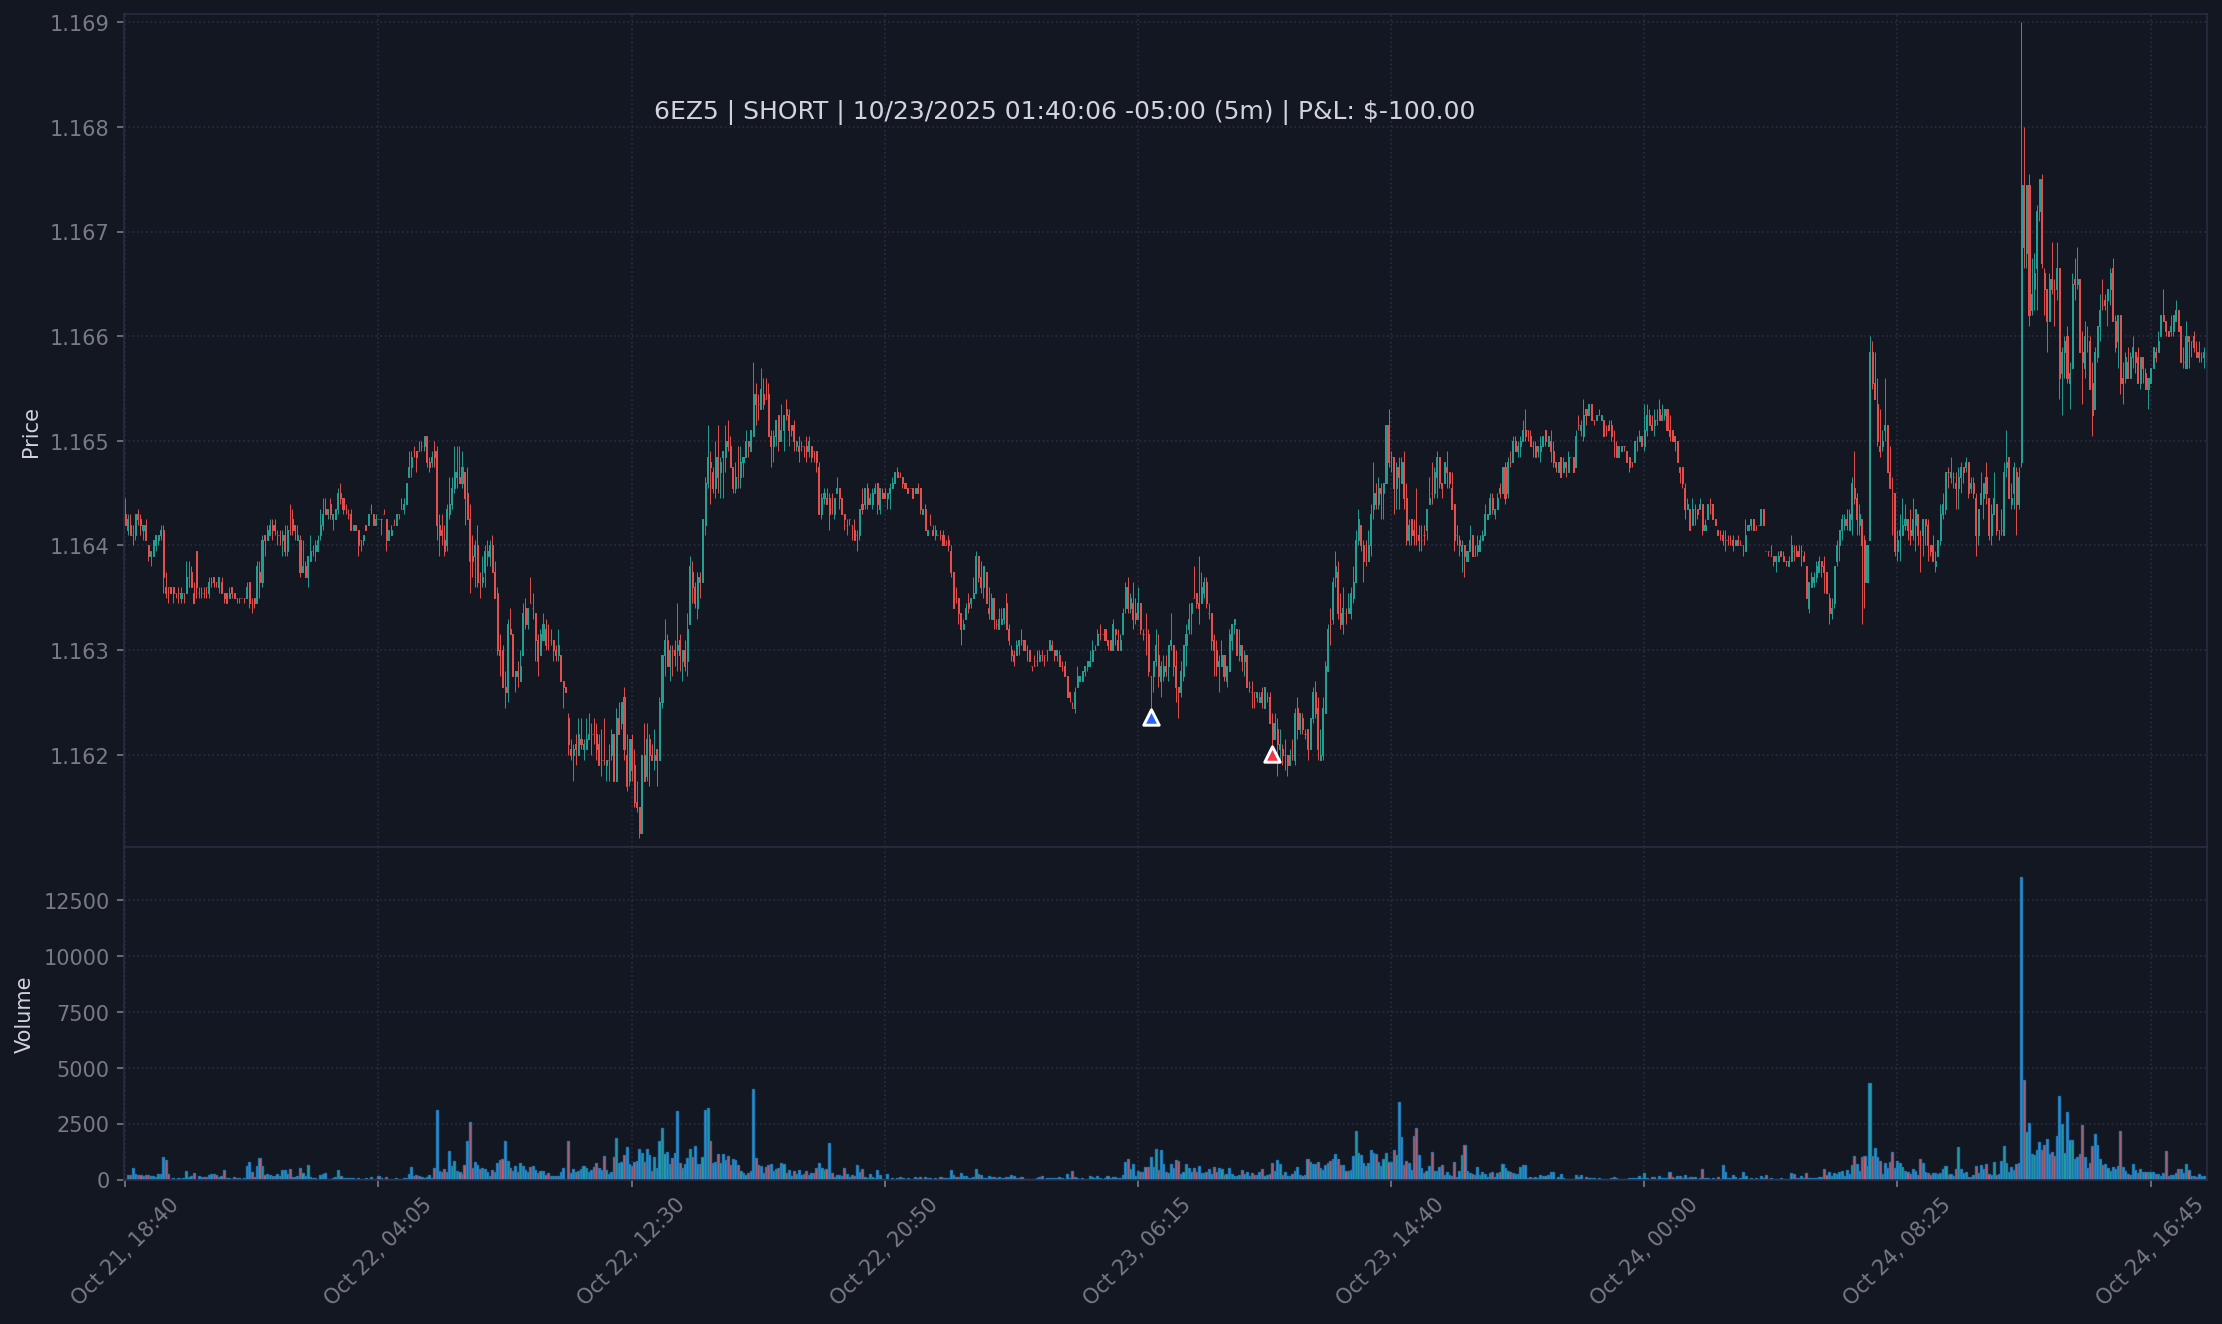 6EZ5 | SHORT | 10/23/2025 01:40:06 -05:00 (5m) | P&L: $-100.00
Price
1.169
1.168
1.167
1.166
1.165
1.164
1.163
1.162
Volume
12500
10000
7500
5000
2500
0
Oct 21, 18:40
Oct 22, 04:05
Oct 22, 12:30
Oct 22, 20:50
Oct 23, 06:15
Oct 23, 14:40
Oct 24, 00:00
Oct 24, 08:25
Oct 24, 16:45